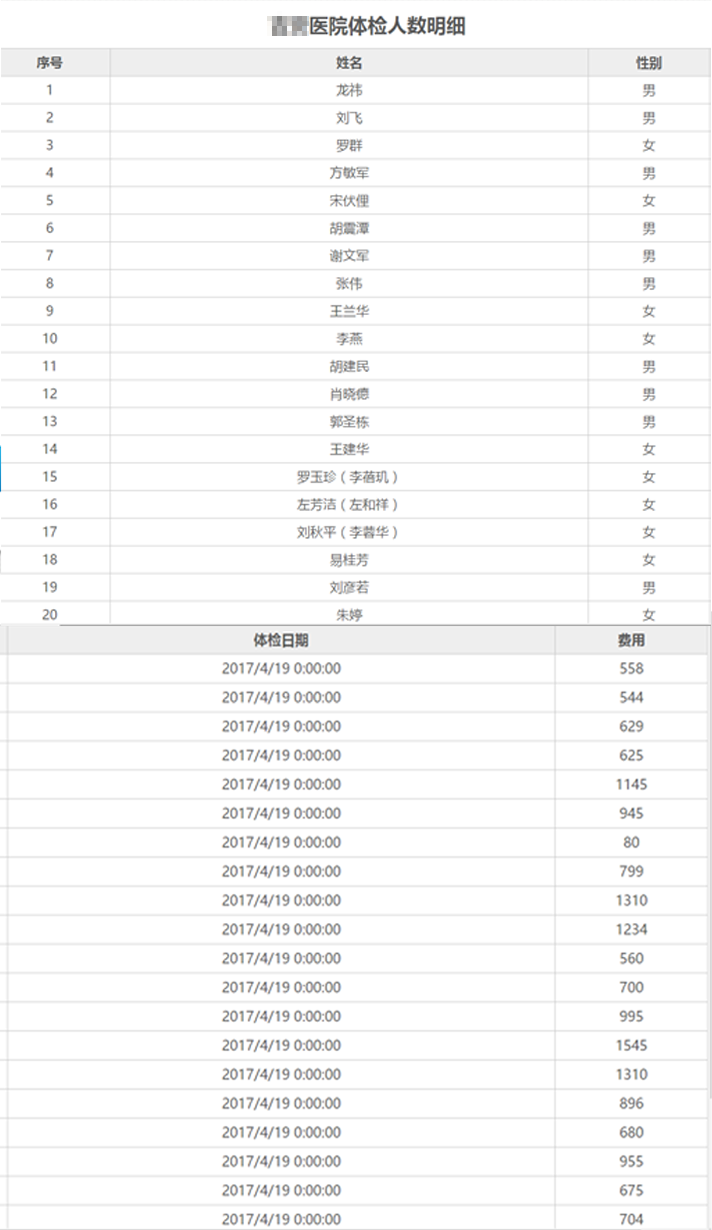 医院体检人数明细
序号 姓名 性别
1 龙祎 男
2 刘飞 男
3 罗群 女
4 方敏军 男
5 宋伏俚 女
6 胡震潭 男
7 谢文军 男
8 张伟 男
9 王兰华 女
10 李燕 女
11 胡建民 男
12 肖晓德 男
13 郭圣栋 男
14 王建华 女
15 罗玉珍（李蓓玑） 女
16 左芳洁（左和祥） 女
17 刘秋平（李蓉华） 女
18 易桂芳 女
19 刘彦若 男
20 朱婷 女
体检日期 费用
2017/4/19 0:00:00 558
2017/4/19 0:00:00 544
2017/4/19 0:00:00 629
2017/4/19 0:00:00 625
2017/4/19 0:00:00 1145
2017/4/19 0:00:00 945
2017/4/19 0:00:00 80
2017/4/19 0:00:00 799
2017/4/19 0:00:00 1310
2017/4/19 0:00:00 1234
2017/4/19 0:00:00 560
2017/4/19 0:00:00 700
2017/4/19 0:00:00 995
2017/4/19 0:00:00 1545
2017/4/19 0:00:00 1310
2017/4/19 0:00:00 896
2017/4/19 0:00:00 680
2017/4/19 0:00:00 955
2017/4/19 0:00:00 675
2017/4/19 0:00:00 704